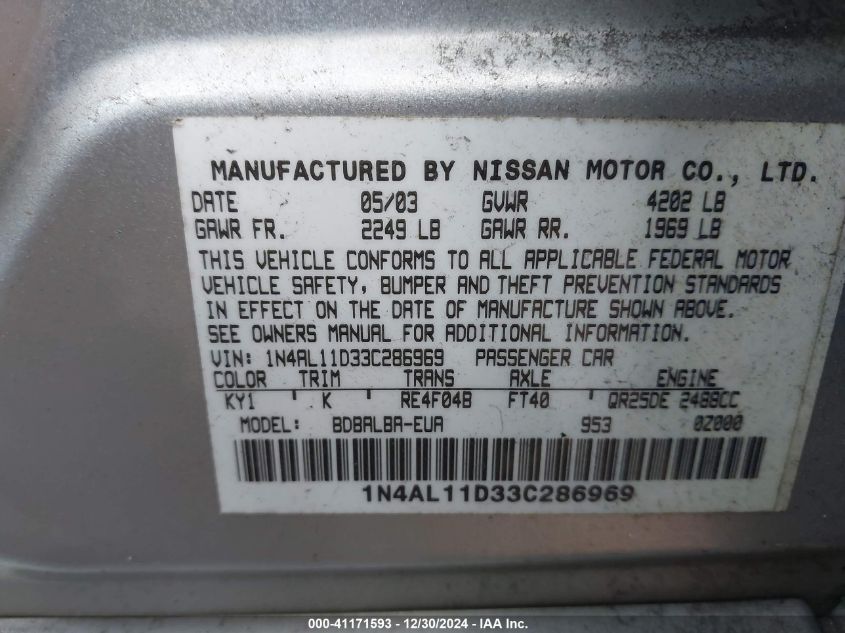 MANUFACTURED BY NISSAN MOTOR CO., LTD.
DATE 05/03 GVWR 4202 LB
GAWR FR. 2249 LB GAWR RR. 1969 LB
THIS VEHICLE CONFORMS TO ALL APPLICABLE FEDERAL MOTOR
VEHICLE SAFETY, BUMPER AND THEFT PREVENTION STANDARDS
IN EFFECT ON THE DATE OF MANUFACTURE SHOWN ABOVE.
SEE OWNERS MANUAL FOR ADDITIONAL INFORMATION.
VIN: 1N4AL11D33C286969 PASSENGER CAR
COLOR TRIM TRANS AXLE ENGINE
KY1 K RE4F04B FT40 QR25DE 2488CC
MODEL: BDBALBA-EUA 953 0Z000
1N4AL11D33C286969
000-41171593 - 12/30/2024 - IAA Inc.